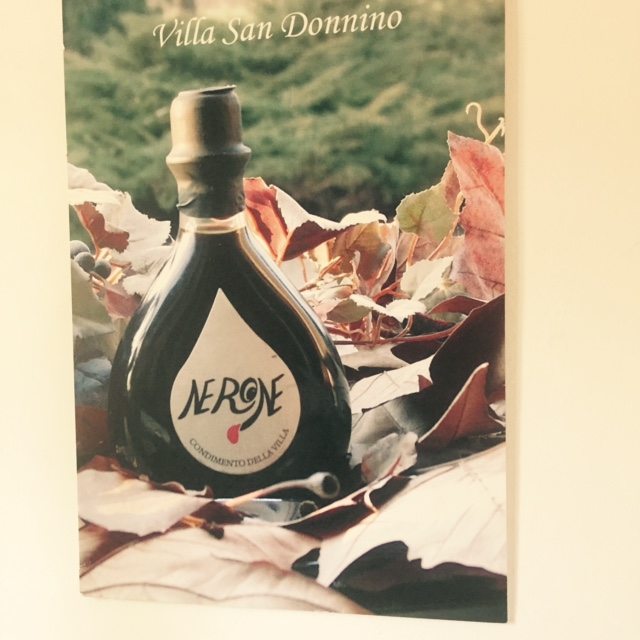 Villa San Donnino
NERONE
CONDIMENTO DELLA VILLA